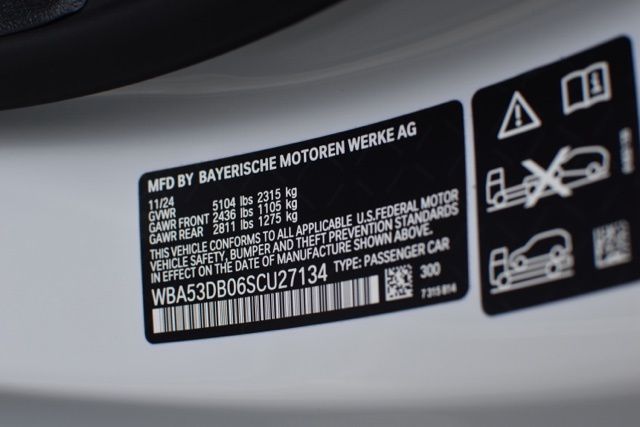 MFD BY BAYERISCHE MOTOREN WERKE AG
11/24
GVWR 5104 lbs 2315 kg
GAWR FRONT 2436 lbs 1105 kg
GAWR REAR 2811 lbs 1275 kg
THIS VEHICLE CONFORMS TO ALL APPLICABLE U.S.FEDERAL MOTOR
VEHICLE SAFETY, BUMPER AND THEFT PREVENTION STANDARDS
IN EFFECT ON THE DATE OF MANUFACTURE SHOWN ABOVE.
WBA53DB06SCU27134 TYPE: PASSENGER CAR
300
7 315 814